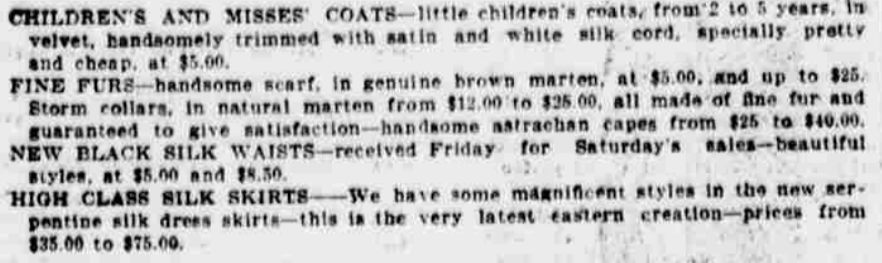 CHILDREN'S AND MISSES' COATS—little children's coats, from 2 to 5 years, in
velvet, handsomely trimmed with satin and white silk cord, specially pretty
and cheap, at $5.00.
FINE FURS—handsome scarf, in genuine brown marten, at $5.00, and up to $25.
Storm collars, in natural marten from $12.00 to $25.00, all made of fine fur and
guaranteed to give satisfaction—handsome astrachan capes from $25 to $40.00.
NEW BLACK SILK WAISTS—received Friday for Saturday's sales—beautiful
styles, at $5.00 and $8.50.
HIGH CLASS SILK SKIRTS—We have some magnificent styles in the new ser-
pentine silk dress skirts—this is the very latest eastern creation—prices from
$35.00 to $75.00.